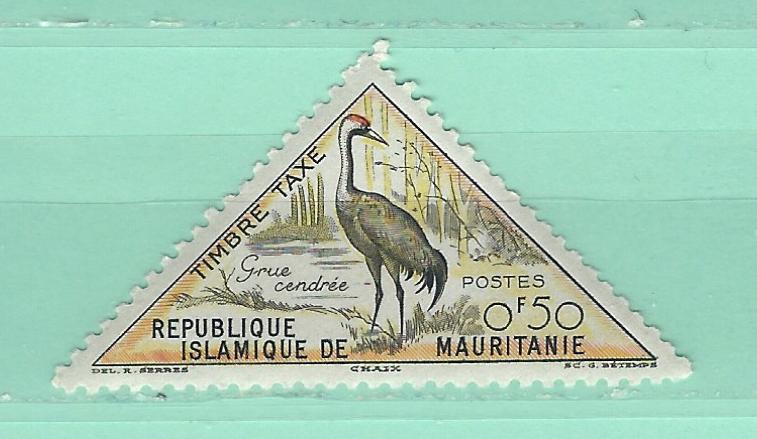 TIMBRE TAXE
Grue
cendrée
POSTES
0F50
REPUBLIQUE
ISLAMIQUE DE MAURITANIE
DEL. R. SERRES CHAIX SC. G. BÉTEMPS